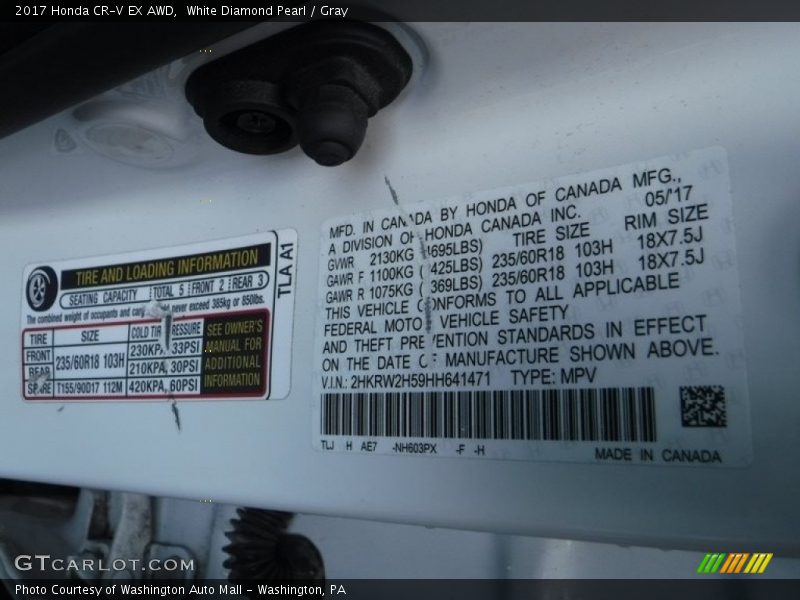 2017 Honda CR-V EX AWD, White Diamond Pearl / Gray
TIRE AND LOADING INFORMATION
SEATING CAPACITY TOTAL 5 FRONT 2 REAR 3
The combined weight of occupants and never exceed 385kg or 850lbs.
TIRE SIZE COLD TIRE PRESSURE
FRONT 235/60R18 103H 230KPA, 33PSI
REAR 210KPA, 30PSI
SPARE T155/90D17 112M 420KPA, 60PSI
SEE OWNER'S
MANUAL FOR
ADDITIONAL
INFORMATION
TLA A1
MFD. IN CANADA BY HONDA OF CANADA MFG.,
A DIVISION OF HONDA CANADA INC. 05/'17
GVWR 2130KG (4695LBS) TIRE SIZE RIM SIZE
GAWR F 1100KG ( 425LBS) 235/60R18 103H 18X7.5J
GAWR R 1075KG ( 369LBS) 235/60R18 103H 18X7.5J
THIS VEHICLE CONFORMS TO ALL APPLICABLE
FEDERAL MOTOR VEHICLE SAFETY
AND THEFT PREVENTION STANDARDS IN EFFECT
ON THE DATE OF MANUFACTURE SHOWN ABOVE.
V.I.N.: 2HKRW2H59HH641471 TYPE: MPV
TLJ H AE7 -NH603PX -F -H
MADE IN CANADA
GTCARLOT.COM
Photo Courtesy of Washington Auto Mall - Washington, PA